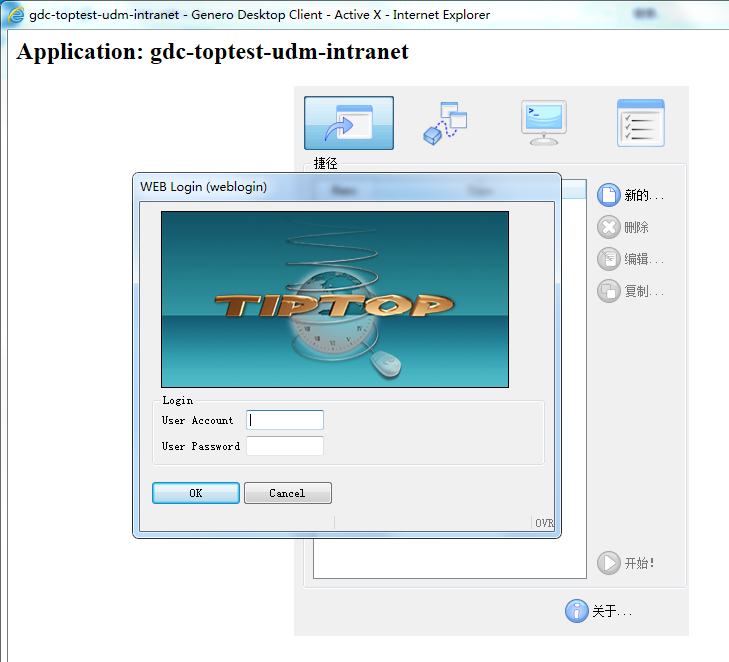 gdc-toptest-udm-intranet - Genero Desktop Client - Active X - Internet Explorer
Application: gdc-toptest-udm-intranet
捷径
WEB Login (weblogin)
TIPTOP
Login
User Account
User Password
OK Cancel
OVR
新的...
删除
编辑...
复制...
开始!
关于...